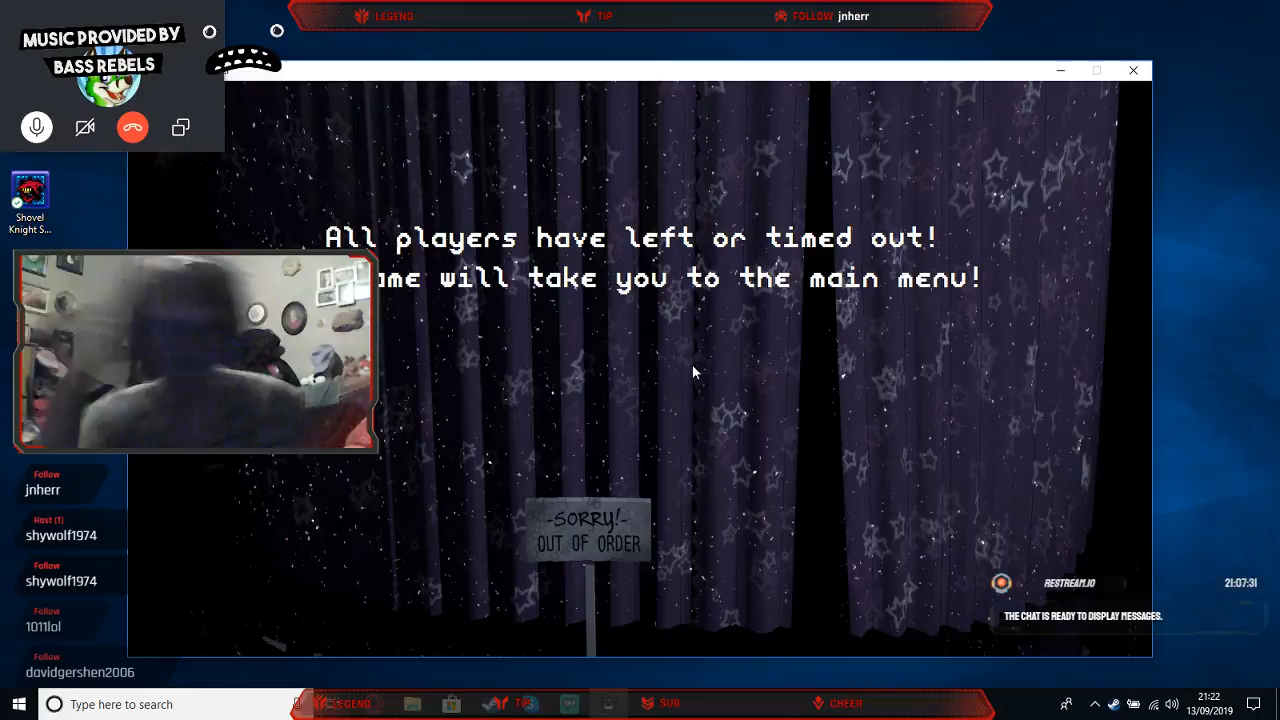 LEGEND
TIP
FOLLOW jnherr
MUSIC PROVIDED BY
BASS REBELS
Shovel
Knight S...
All players have left or timed out!
ame will take you to the main menu!
-SORRY!-
OUT OF ORDER
Follow
jnherr
Host (1)
shywolf1974
Follow
shywolf1974
Follow
1011lol
Follow
davidgershen2006
RESTREAM.IO
21:07:31
THE CHAT IS READY TO DISPLAY MESSAGES.
Type here to search
LEGEND
TIP
SUB
CHEER
21:22
13/09/2019